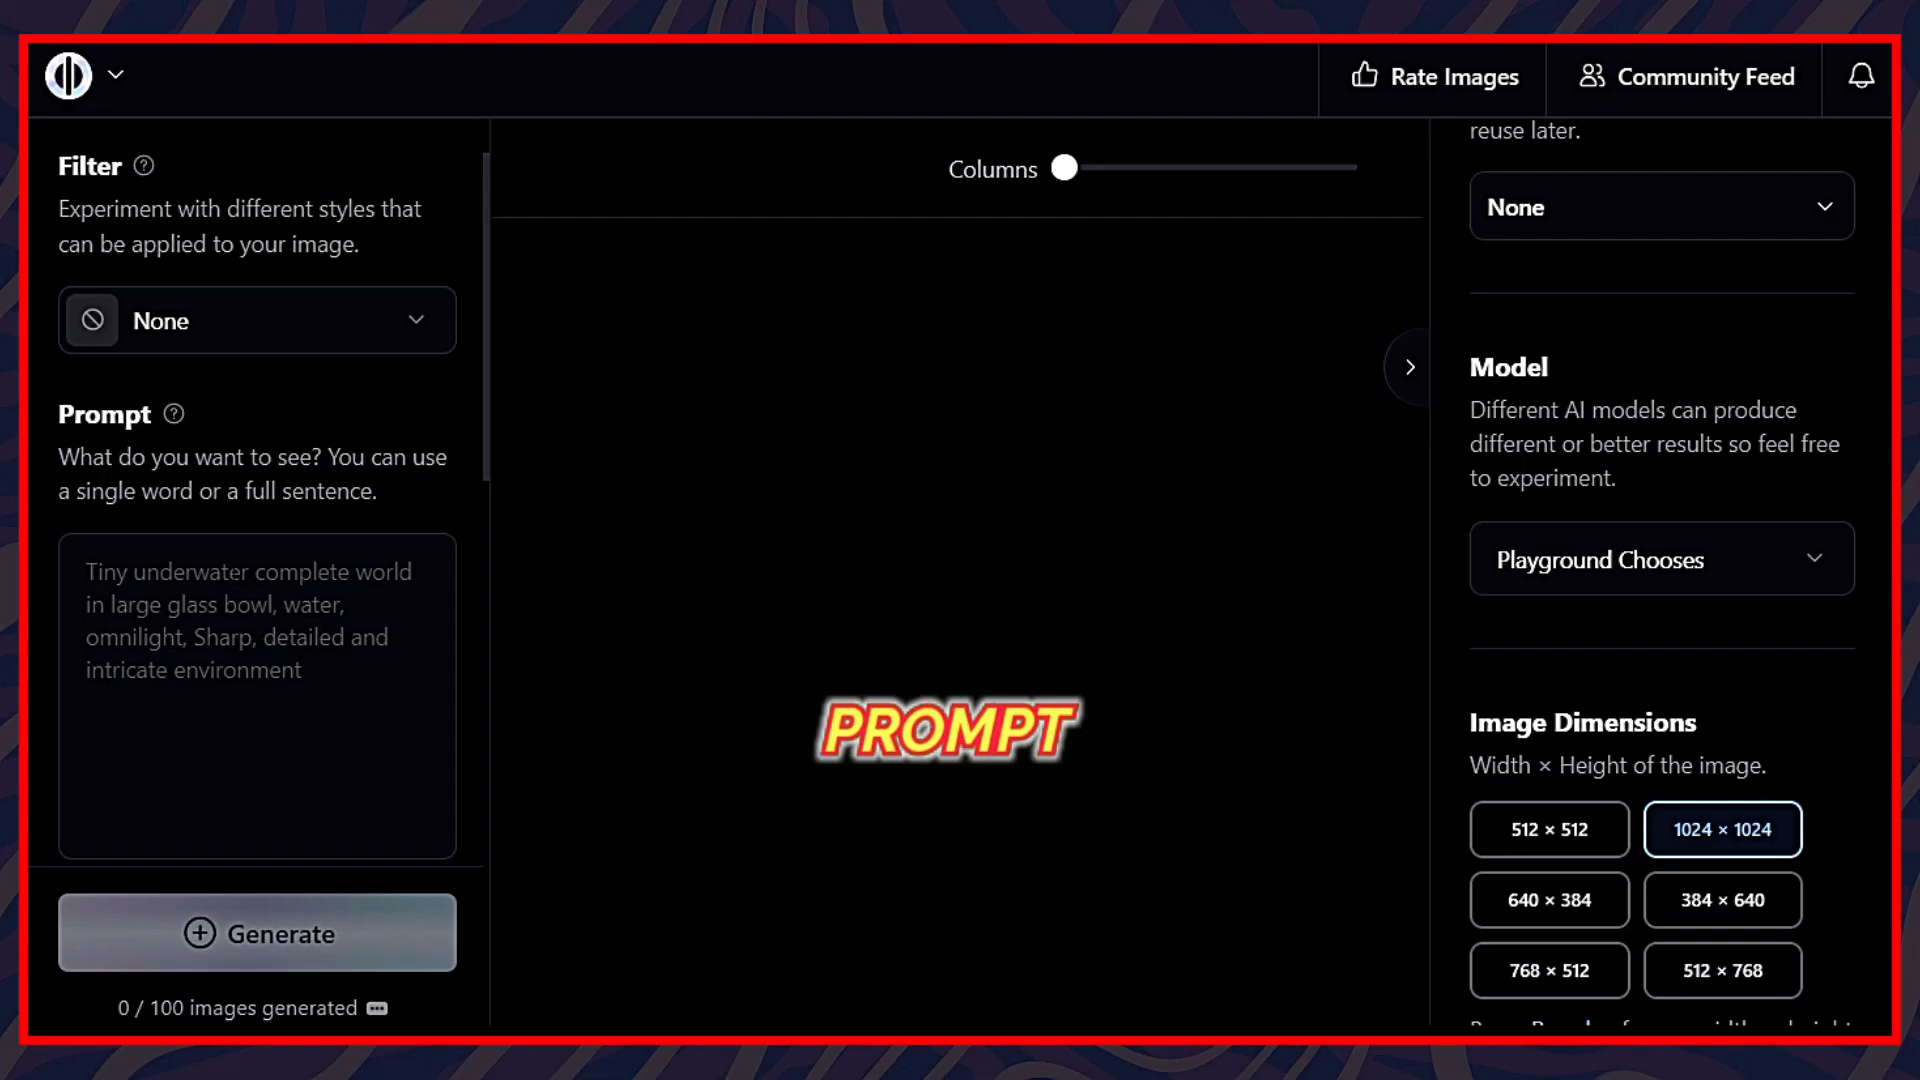 Rate Images
Community Feed
Filter
Experiment with different styles that
can be applied to your image.
None
Prompt
What do you want to see? You can use
a single word or a full sentence.
Tiny underwater complete world
in large glass bowl, water,
omnilight, Sharp, detailed and
intricate environment
Generate
0 / 100 images generated
Columns
PROMPT
reuse later.
None
Model
Different AI models can produce
different or better results so feel free
to experiment.
Playground Chooses
Image Dimensions
Width × Height of the image.
512 × 512
1024 × 1024
640 × 384
384 × 640
768 × 512
512 × 768